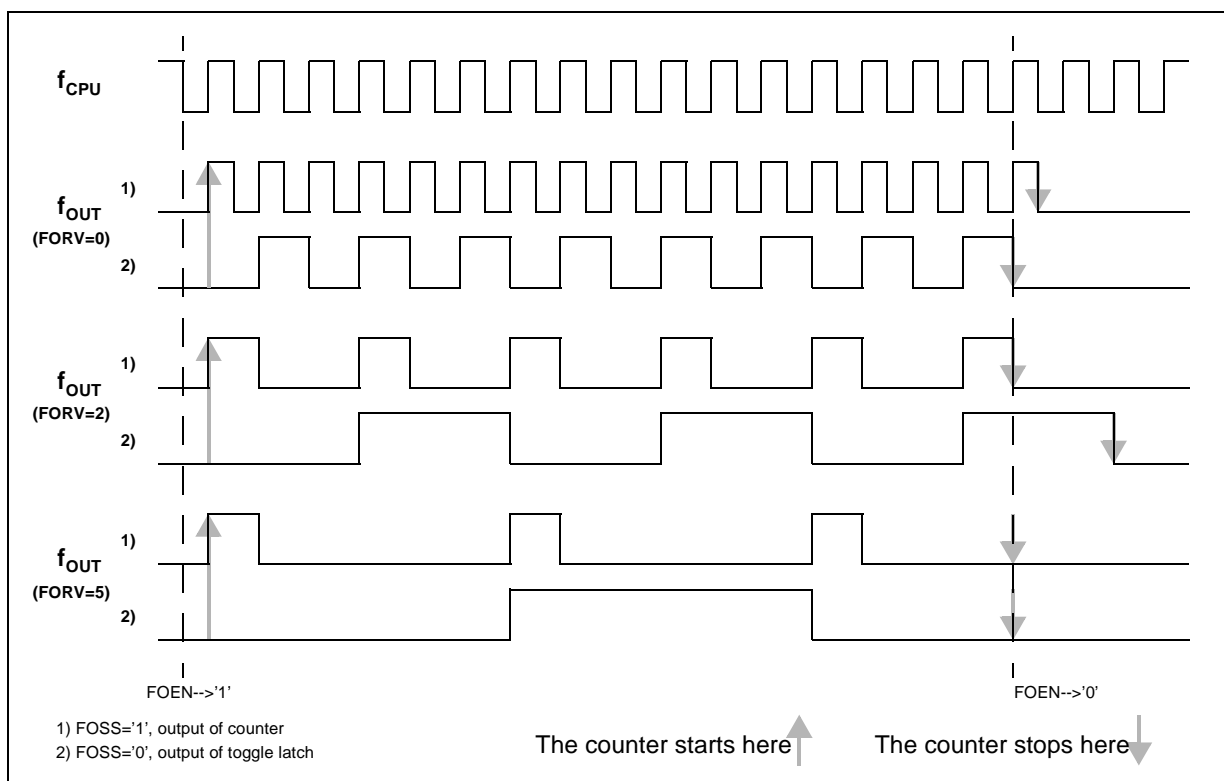 fCPU
1)
fOUT
(FORV=0)
2)
1)
fOUT
(FORV=2)
2)
1)
fOUT
(FORV=5)
2)
FOEN-->'1'
FOEN-->'0'
1) FOSS='1', output of counter
2) FOSS='0', output of toggle latch
The counter starts here
The counter stops here